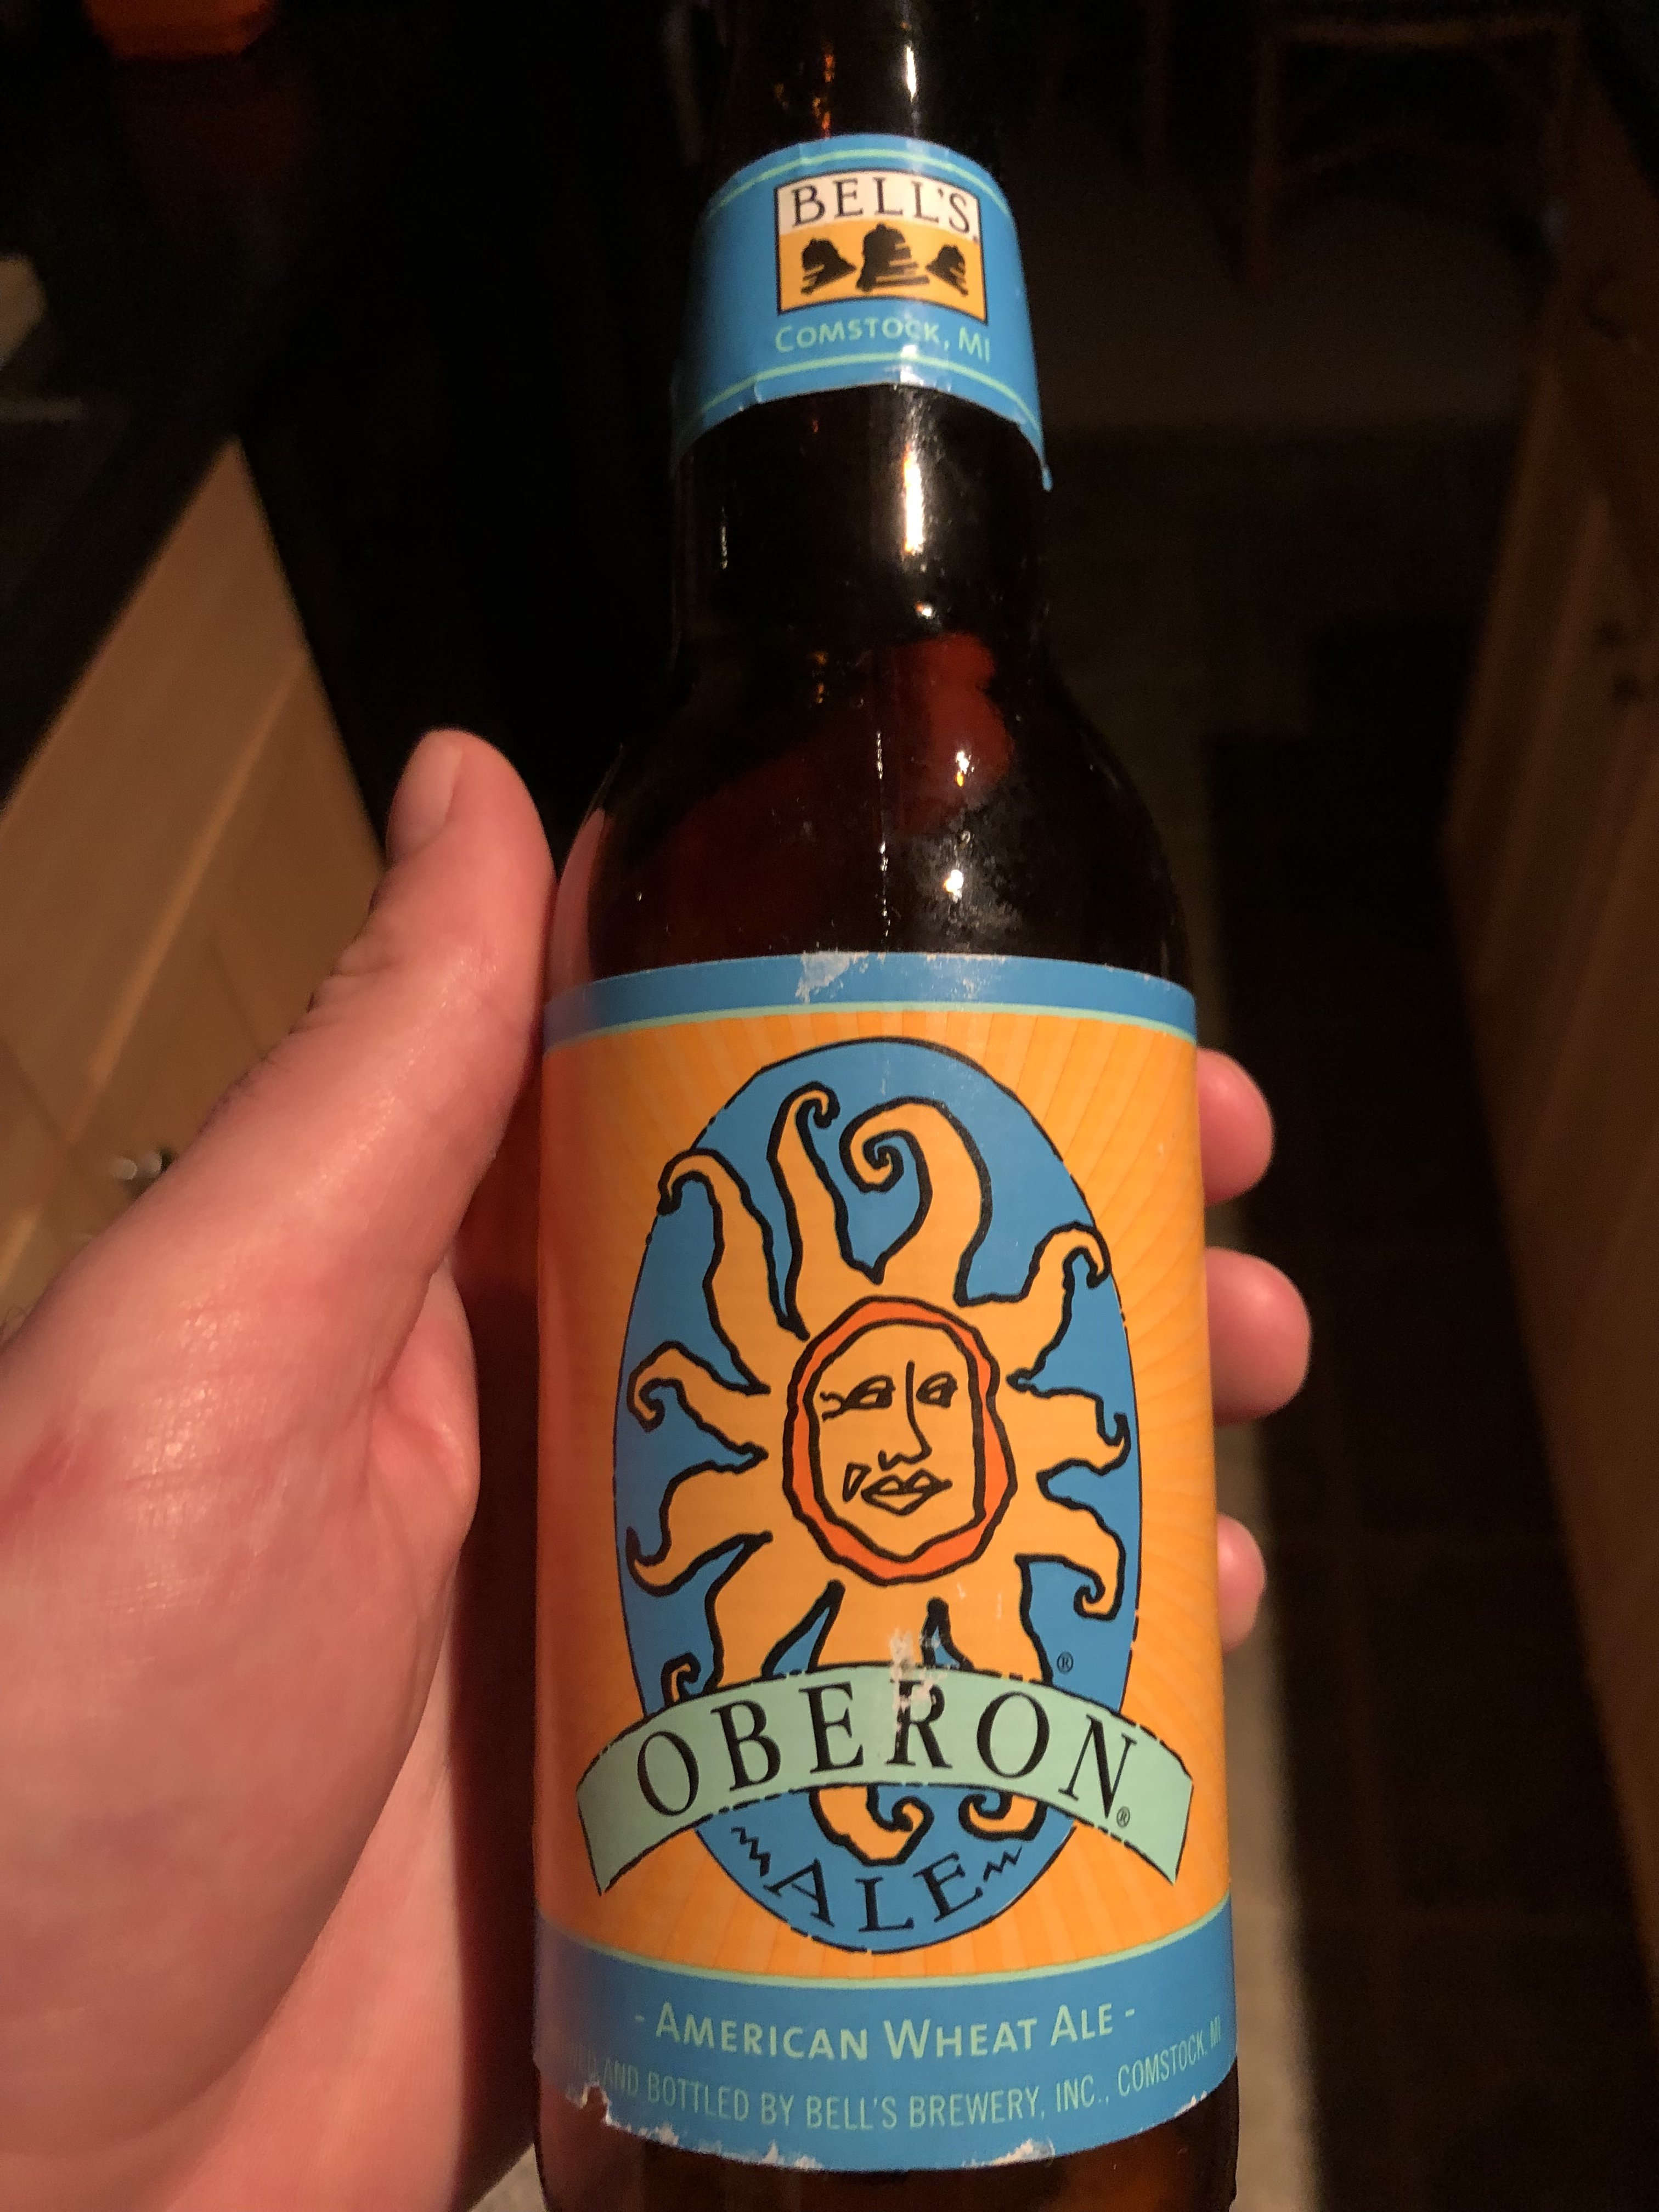 BELL'S
COMSTOCK, MI
®
OBERON®
ALE
- AMERICAN WHEAT ALE -
AND BOTTLED BY BELL'S BREWERY, INC., COMSTOCK, MI